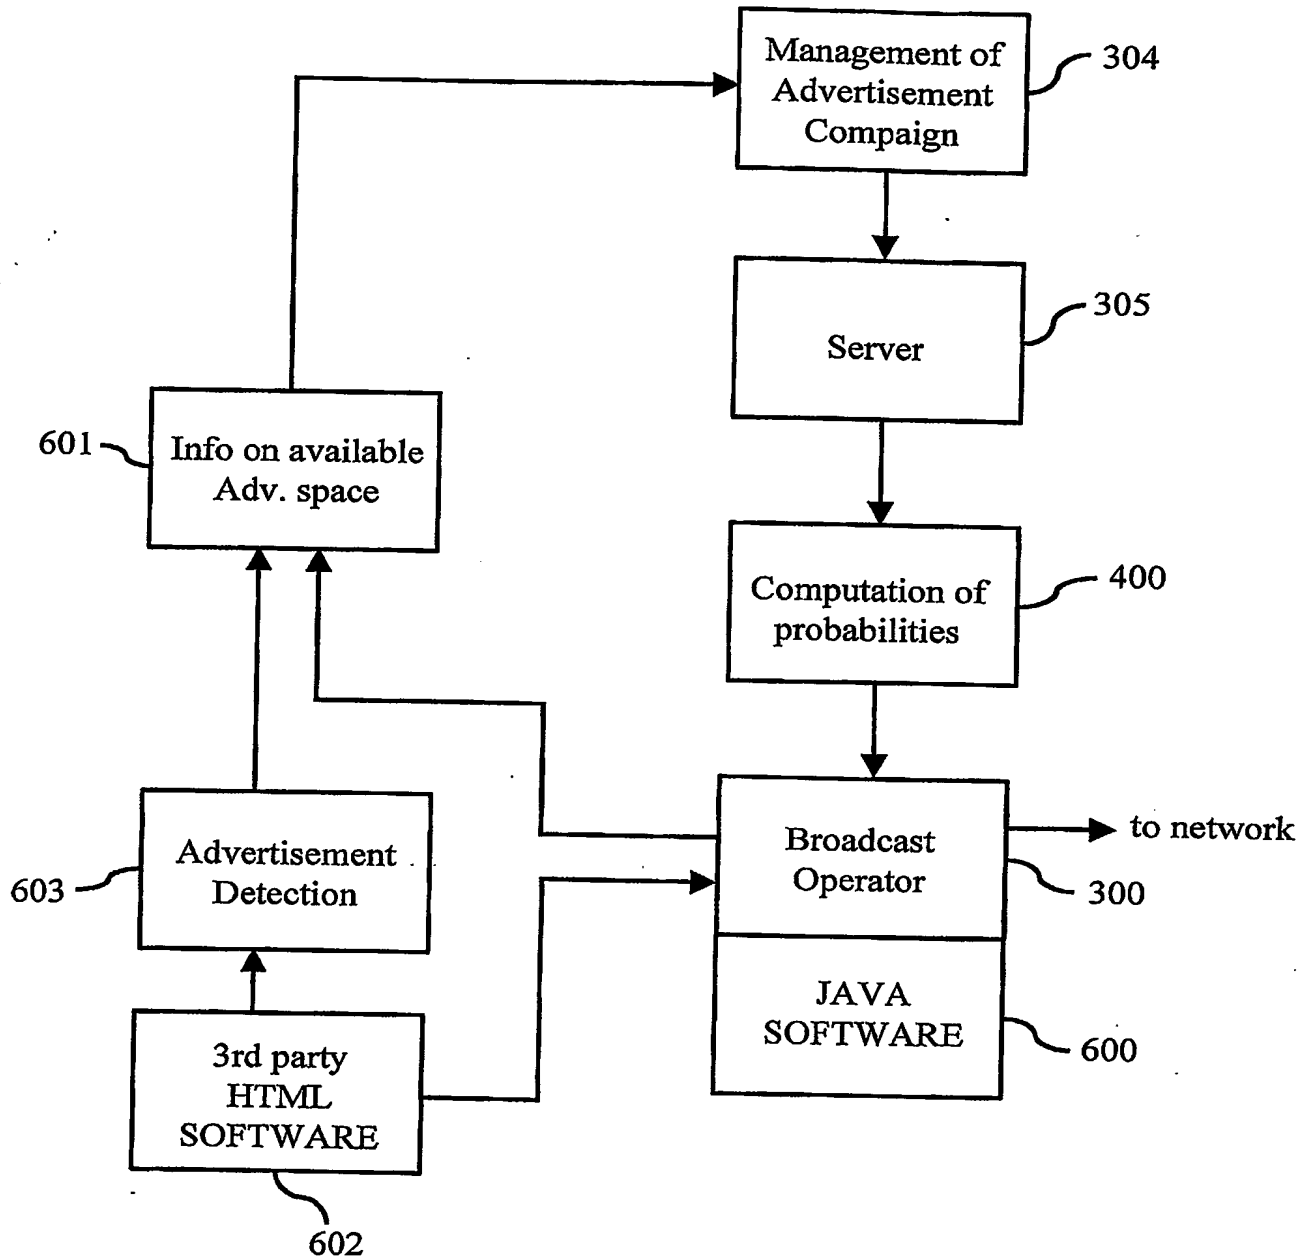 Management of
Advertisement
Compaign
304
Server
305
601
Info on available
Adv. space
Computation of
probabilities
400
Broadcast
Operator
to network
300
603
Advertisement
Detection
JAVA
SOFTWARE
600
3rd party
HTML
SOFTWARE
602